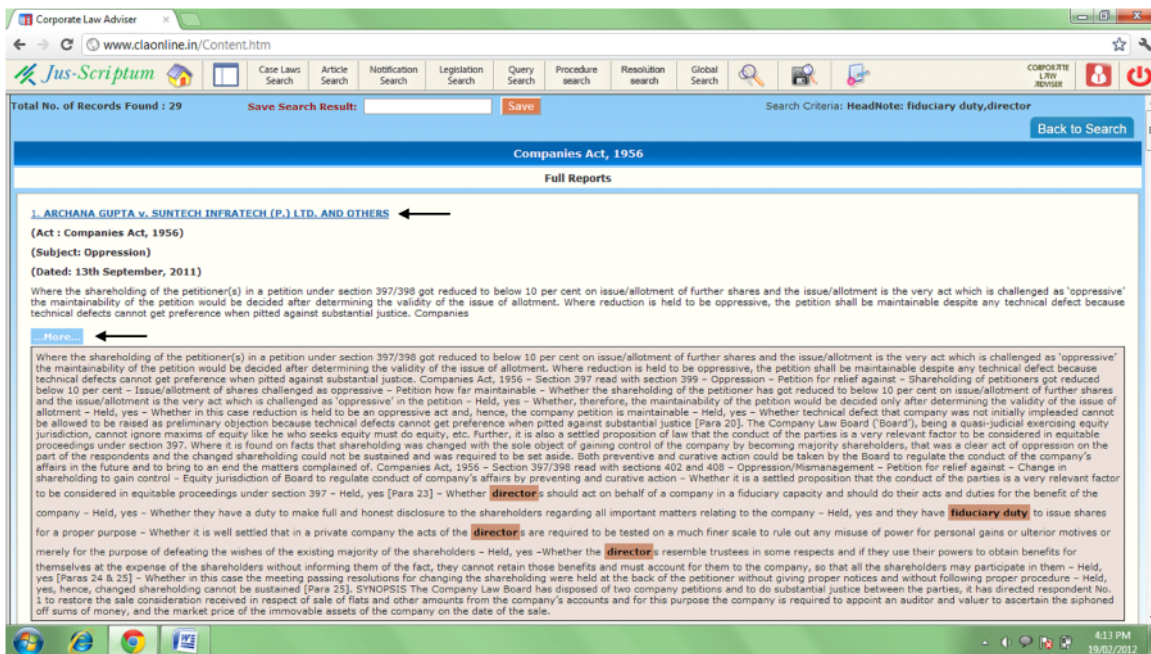 Corporate Law Adviser
www.claonline.in/Content.htm
Jus-Scriptum
Case Laws Search
Article Search
Notification Search
Legislation Search
Query Search
Procedure search
Resolution search
Global Search
CORPORATE LAW ADVISER
Total No. of Records Found : 29
Save Search Result:
Save
Search Criteria: HeadNote: fiduciary duty,director
Back to Search
Companies Act, 1956
Full Reports
1. ARCHANA GUPTA v. SUNTECH INFRATECH (P.) LTD. AND OTHERS
(Act : Companies Act, 1956)
(Subject: Oppression)
(Dated: 13th September, 2011)
Where the shareholding of the petitioner(s) in a petition under section 397/398 got reduced to below 10 per cent on issue/allotment of further shares and the issue/allotment is the very act which is challenged as 'oppressive'
the maintainability of the petition would be decided after determining the validity of the issue of allotment. Where reduction is held to be oppressive, the petition shall be maintainable despite any technical defect because
technical defects cannot get preference when pitted against substantial justice. Companies
...More...
Where the shareholding of the petitioner(s) in a petition under section 397/398 got reduced to below 10 per cent on issue/allotment of further shares and the issue/allotment is the very act which is challenged as 'oppressive'
the maintainability of the petition would be decided after determining the validity of the issue of allotment. Where reduction is held to be oppressive, the petition shall be maintainable despite any technical defect because
technical defects cannot get preference when pitted against substantial justice. Companies Act, 1956 – Section 397 read with section 399 – Oppression – Petition for relief against – Shareholding of petitioners got reduced
below 10 per cent – Issue/allotment of shares challenged as oppressive – Petition how far maintainable – Whether the shareholding of the petitioner has got reduced to below 10 per cent on issue/allotment of further shares
and the issue/allotment is the very act which is challenged as 'oppressive' in the petition – Held, yes – Whether, therefore, the maintainability of the petition would be decided only after determining the validity of the issue of
allotment – Held, yes – Whether in this case reduction is held to be an oppressive act and, hence, the company petition is maintainable – Held, yes – Whether technical defect that company was not initially impleaded cannot
be allowed to be raised as preliminary objection because technical defects cannot get preference when pitted against substantial justice [Para 20]. The Company Law Board ('Board'), being a quasi-judicial exercising equity
jurisdiction, cannot ignore maxims of equity like he who seeks equity must do equity, etc. Further, it is also a settled proposition of law that the conduct of the parties is a very relevant factor to be considered in equitable
proceedings under section 397. Where it is found on facts that shareholding was changed with the sole object of gaining control of the company by becoming majority shareholders, that was a clear act of oppression on the
part of the respondents and the changed shareholding could not be sustained and was required to be set aside. Both preventive and curative action could be taken by the Board to regulate the conduct of the company's
affairs in the future and to bring to an end the matters complained of. Companies Act, 1956 – Section 397/398 read with sections 402 and 408 – Oppression/Mismanagement – Petition for relief against – Change in
shareholding to gain control – Equity jurisdiction of Board to regulate conduct of company's affairs by preventing and curative action – Whether it is a settled proposition that the conduct of the parties is a very relevant factor
to be considered in equitable proceedings under section 397 – Held, yes [Para 23] – Whether directors should act on behalf of a company in a fiduciary capacity and should do their acts and duties for the benefit of the
company – Held, yes – Whether they have a duty to make full and honest disclosure to the shareholders regarding all important matters relating to the company – Held, yes and they have fiduciary duty to issue shares
for a proper purpose – Whether it is well settled that in a private company the acts of the directors are required to be tested on a much finer scale to rule out any misuse of power for personal gains or ulterior motives or
merely for the purpose of defeating the wishes of the existing majority of the shareholders – Held, yes –Whether the directors resemble trustees in some respects and if they use their powers to obtain benefits for
themselves at the expense of the shareholders without informing them of the fact, they cannot retain those benefits and must account for them to the company, so that all the shareholders may participate in them – Held,
yes [Paras 24 & 25] – Whether in this case the meeting passing resolutions for changing the shareholding were held at the back of the petitioner without giving proper notices and without following proper procedure – Held,
yes, hence, changed shareholding cannot be sustained [Para 25]. SYNOPSIS The Company Law Board has disposed of two company petitions and to do substantial justice between the parties, it has directed respondent No.
1 to restore the sale consideration received in respect of sale of flats and other amounts from the company's accounts and for this purpose the company is required to appoint an auditor and valuer to ascertain the siphoned
off sums of money, and the market price of the immovable assets of the company on the date of the sale.
4:13 PM
19/02/2012